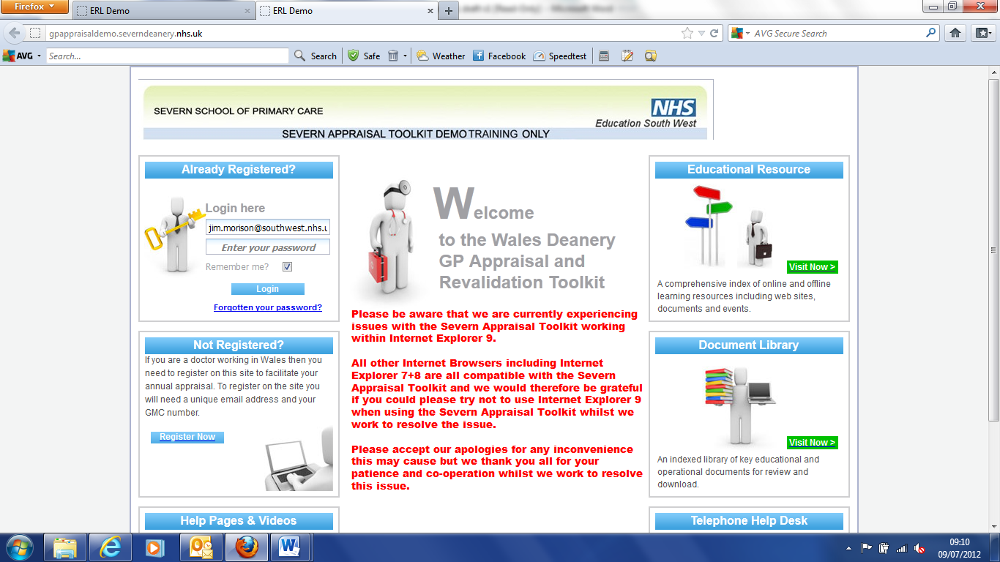 Firefox
ERL Demo
ERL Demo
gpappraisaldemo.severndeanery.nhs.uk
AVG Secure Search
AVG
Search...
Search
Safe
Weather
Facebook
Speedtest
SEVERN SCHOOL OF PRIMARY CARE
NHS
Education South West
SEVERN APPRAISAL TOOLKIT DEMO TRAINING ONLY
Already Registered?
Login here
jim.morison@southwest.nhs.u
Enter your password
Remember me?
Login
Forgotten your password?
Not Registered?
If you are a doctor working in Wales then you
need to register on this site to facilitate your
annual appraisal. To register on the site you
will need a unique email address and your
GMC number.
Register Now
Help Pages & Videos
Welcome
to the Wales Deanery
GP Appraisal and
Revalidation Toolkit
Please be aware that we are currently experiencing
issues with the Severn Appraisal Toolkit working
within Internet Explorer 9.
All other Internet Browsers including Internet
Explorer 7+8 are all compatible with the Severn
Appraisal Toolkit and we would therefore be grateful
if you could please try not to use Internet Explorer 9
when using the Severn Appraisal Toolkit whilst we
work to resolve the issue.
Please accept our apologies for any inconvenience
this may cause but we thank you all for your
patience and co-operation whilst we work to resolve
this issue.
Educational Resource
Visit Now >
A comprehensive index of online and offline
learning resources including web sites,
documents and events.
Document Library
Visit Now >
An indexed library of key educational and
operational documents for review and
download.
Telephone Help Desk
09:10
09/07/2012